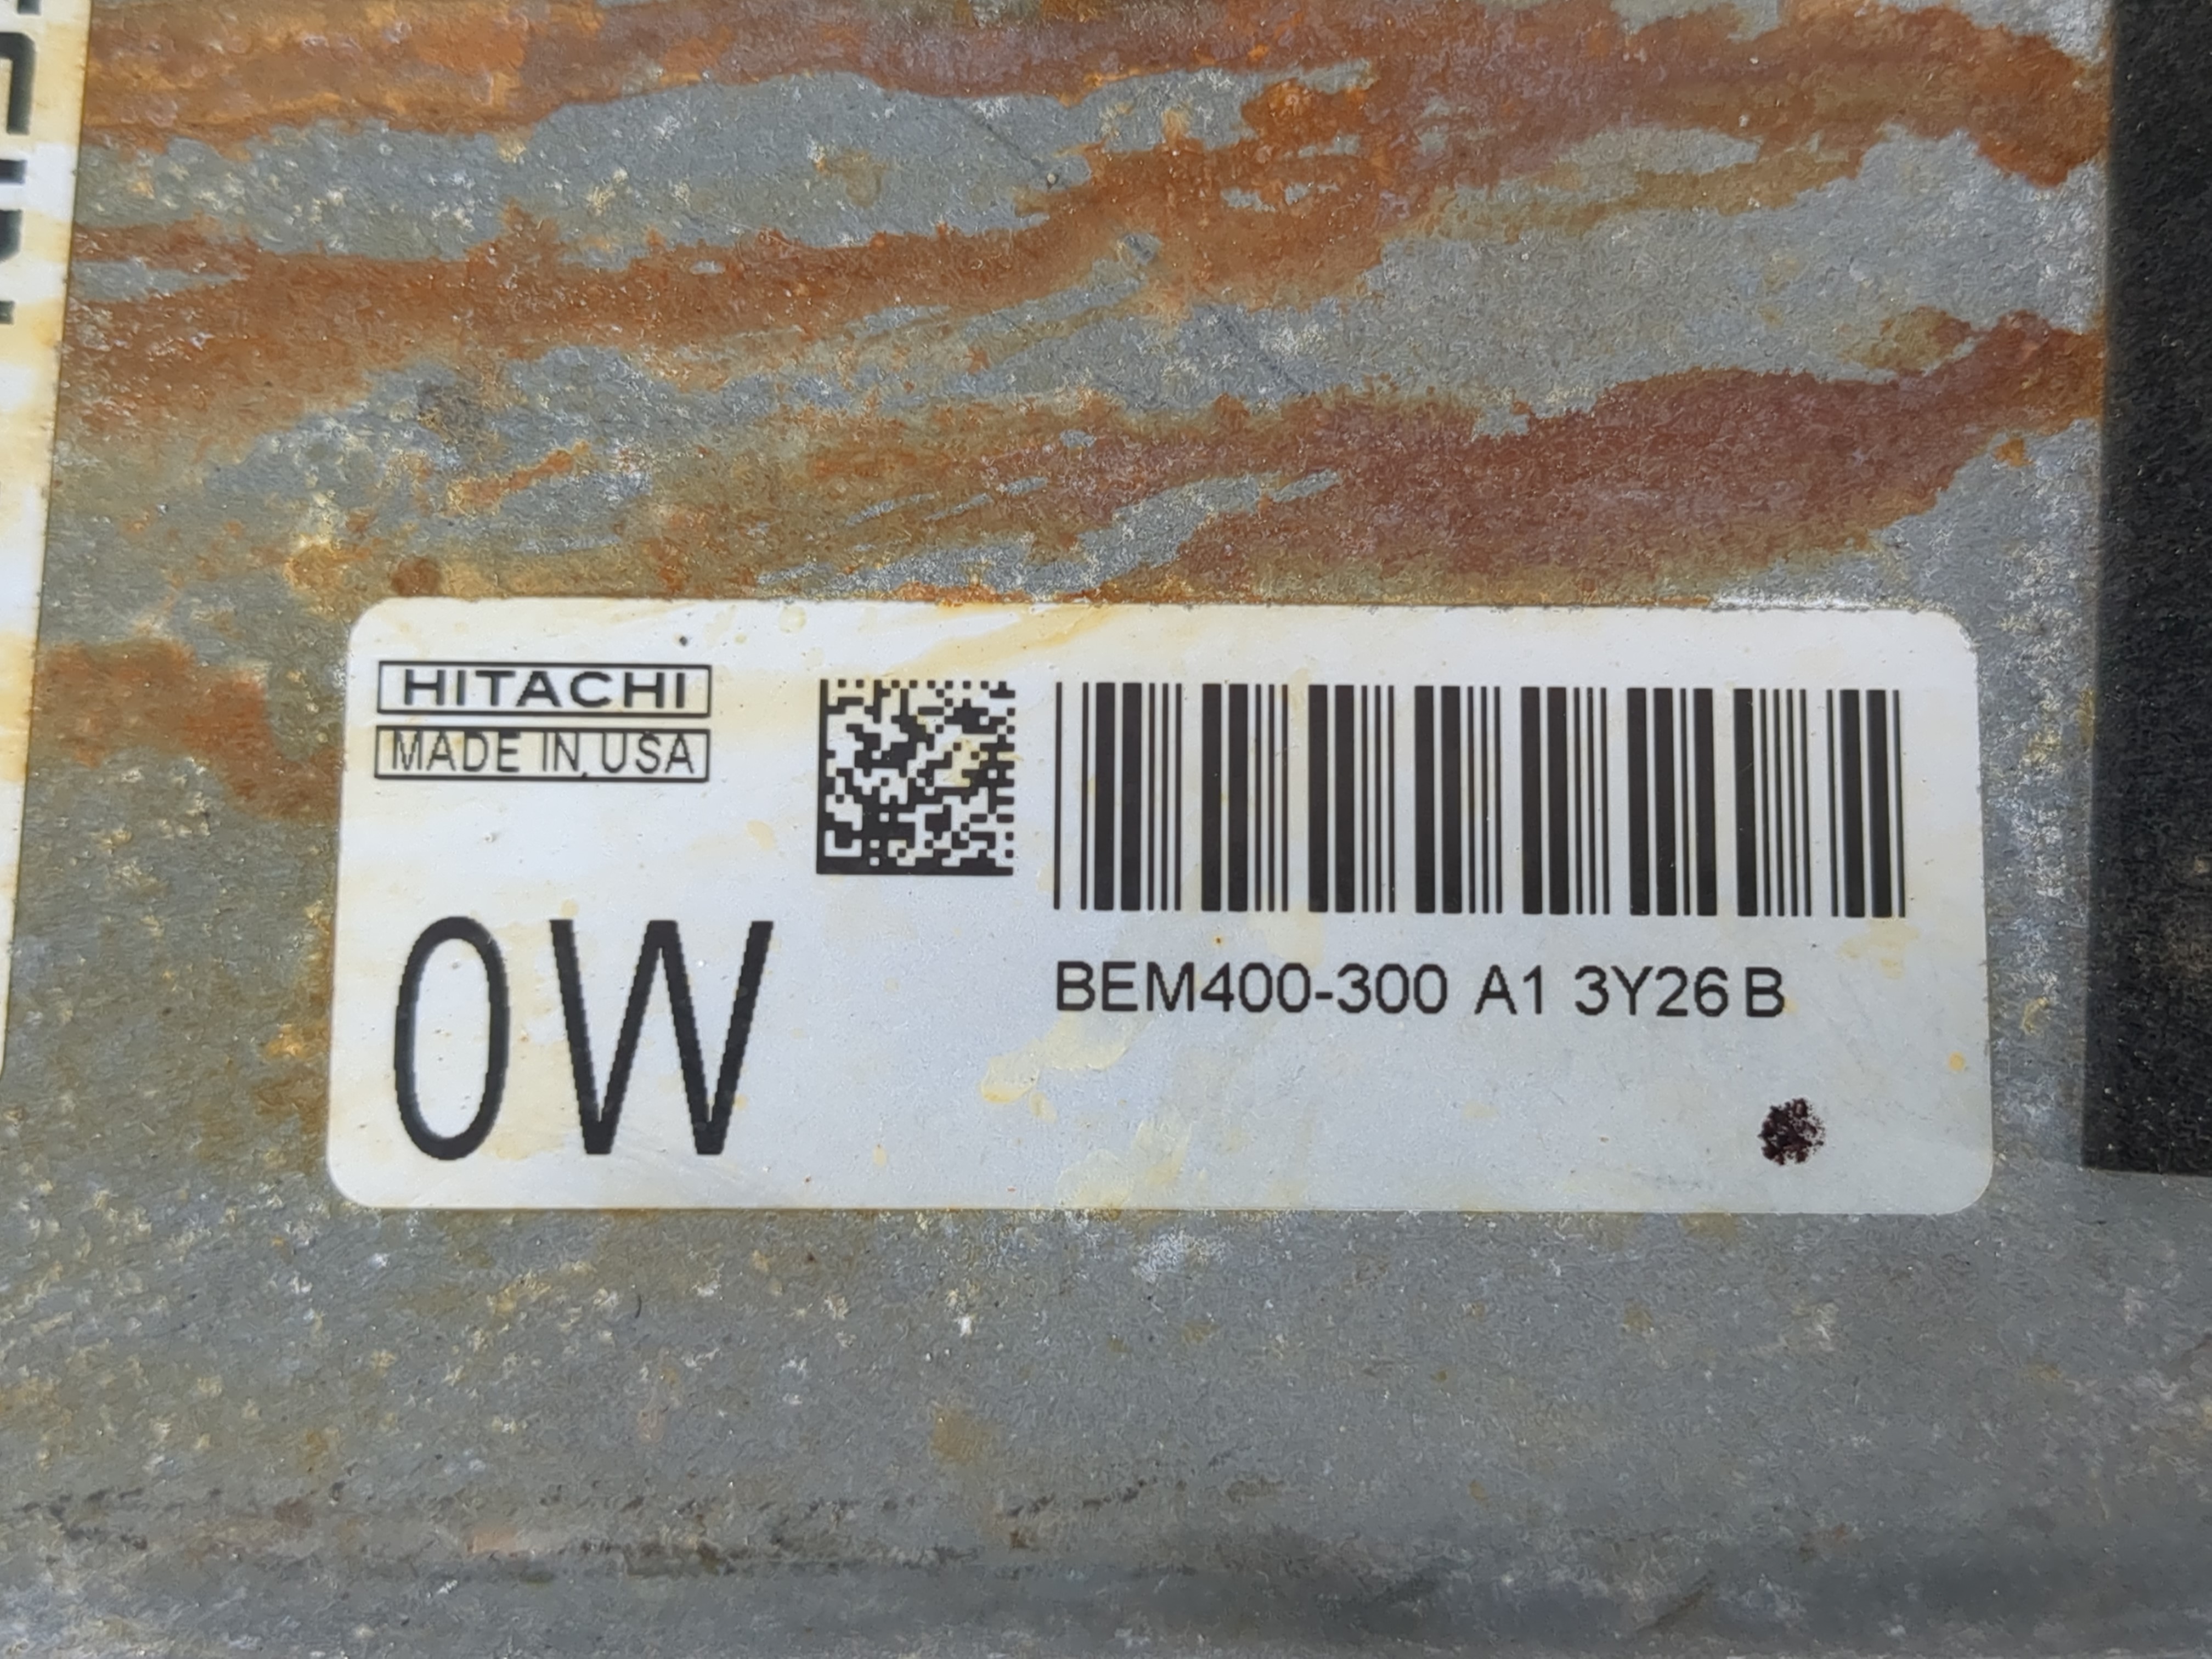 HITACHI
MADE IN USA
0W
BEM400-300 A1 3Y26 B